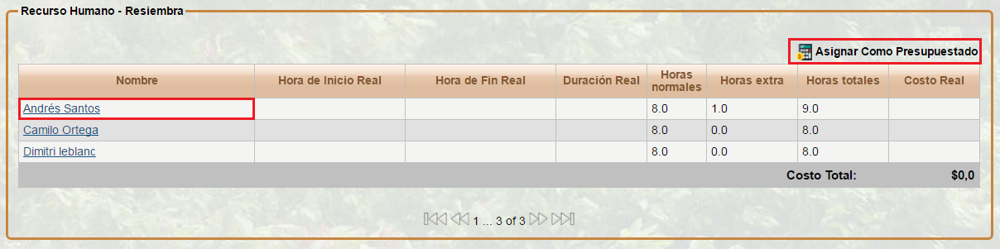 Recurso Humano - Resiembra
Asignar Como Presupuestado
Nombre Hora de Inicio Real Hora de Fin Real Duración Real Horas normales Horas extra Horas totales Costo Real
Andrés Santos 8.0 1.0 9.0
Camilo Ortega 8.0 0.0 8.0
Dimitri leblanc 8.0 0.0 8.0
Costo Total: $0,0
1 ... 3 of 3